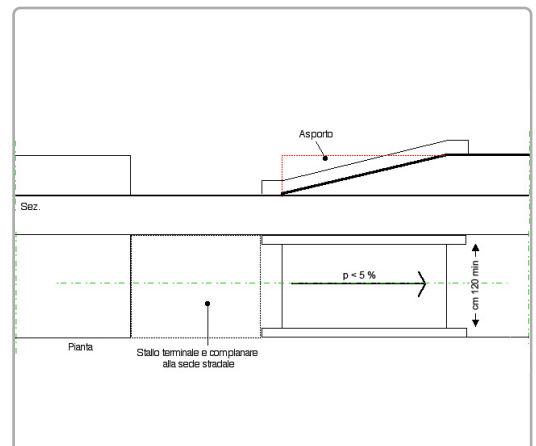 Asporto
Sez.
p < 5 %
cm 120 min
Pianta
Stallo terminale e complanare
alla sede stradale